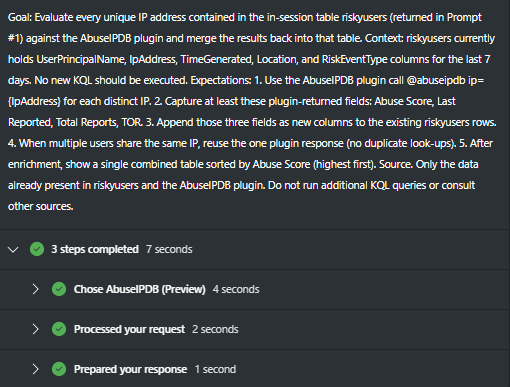 Goal: Evaluate every unique IP address contained in the in-session table riskyusers (returned in Prompt
#1) against the AbuseIPDB plugin and merge the results back into that table. Context: riskyusers currently
holds UserPrincipalName, IpAddress, TimeGenerated, Location, and RiskEventType columns for the last 7
days. No new KQL should be executed. Expectations: 1. Use the AbuseIPDB plugin call @abuseipdb ip=
{IpAddress} for each distinct IP. 2. Capture at least these plugin-returned fields: Abuse Score, Last
Reported, Total Reports, TOR. 3. Append those three fields as new columns to the existing riskyusers rows.
4. When multiple users share the same IP, reuse the one plugin response (no duplicate look-ups). 5. After
enrichment, show a single combined table sorted by Abuse Score (highest first). Source. Only the data
already present in riskyusers and the AbuseIPDB plugin. Do not run additional KQL queries or consult
other sources.
3 steps completed 7 seconds
Chose AbuseIPDB (Preview) 4 seconds
Processed your request 2 seconds
Prepared your response 1 second